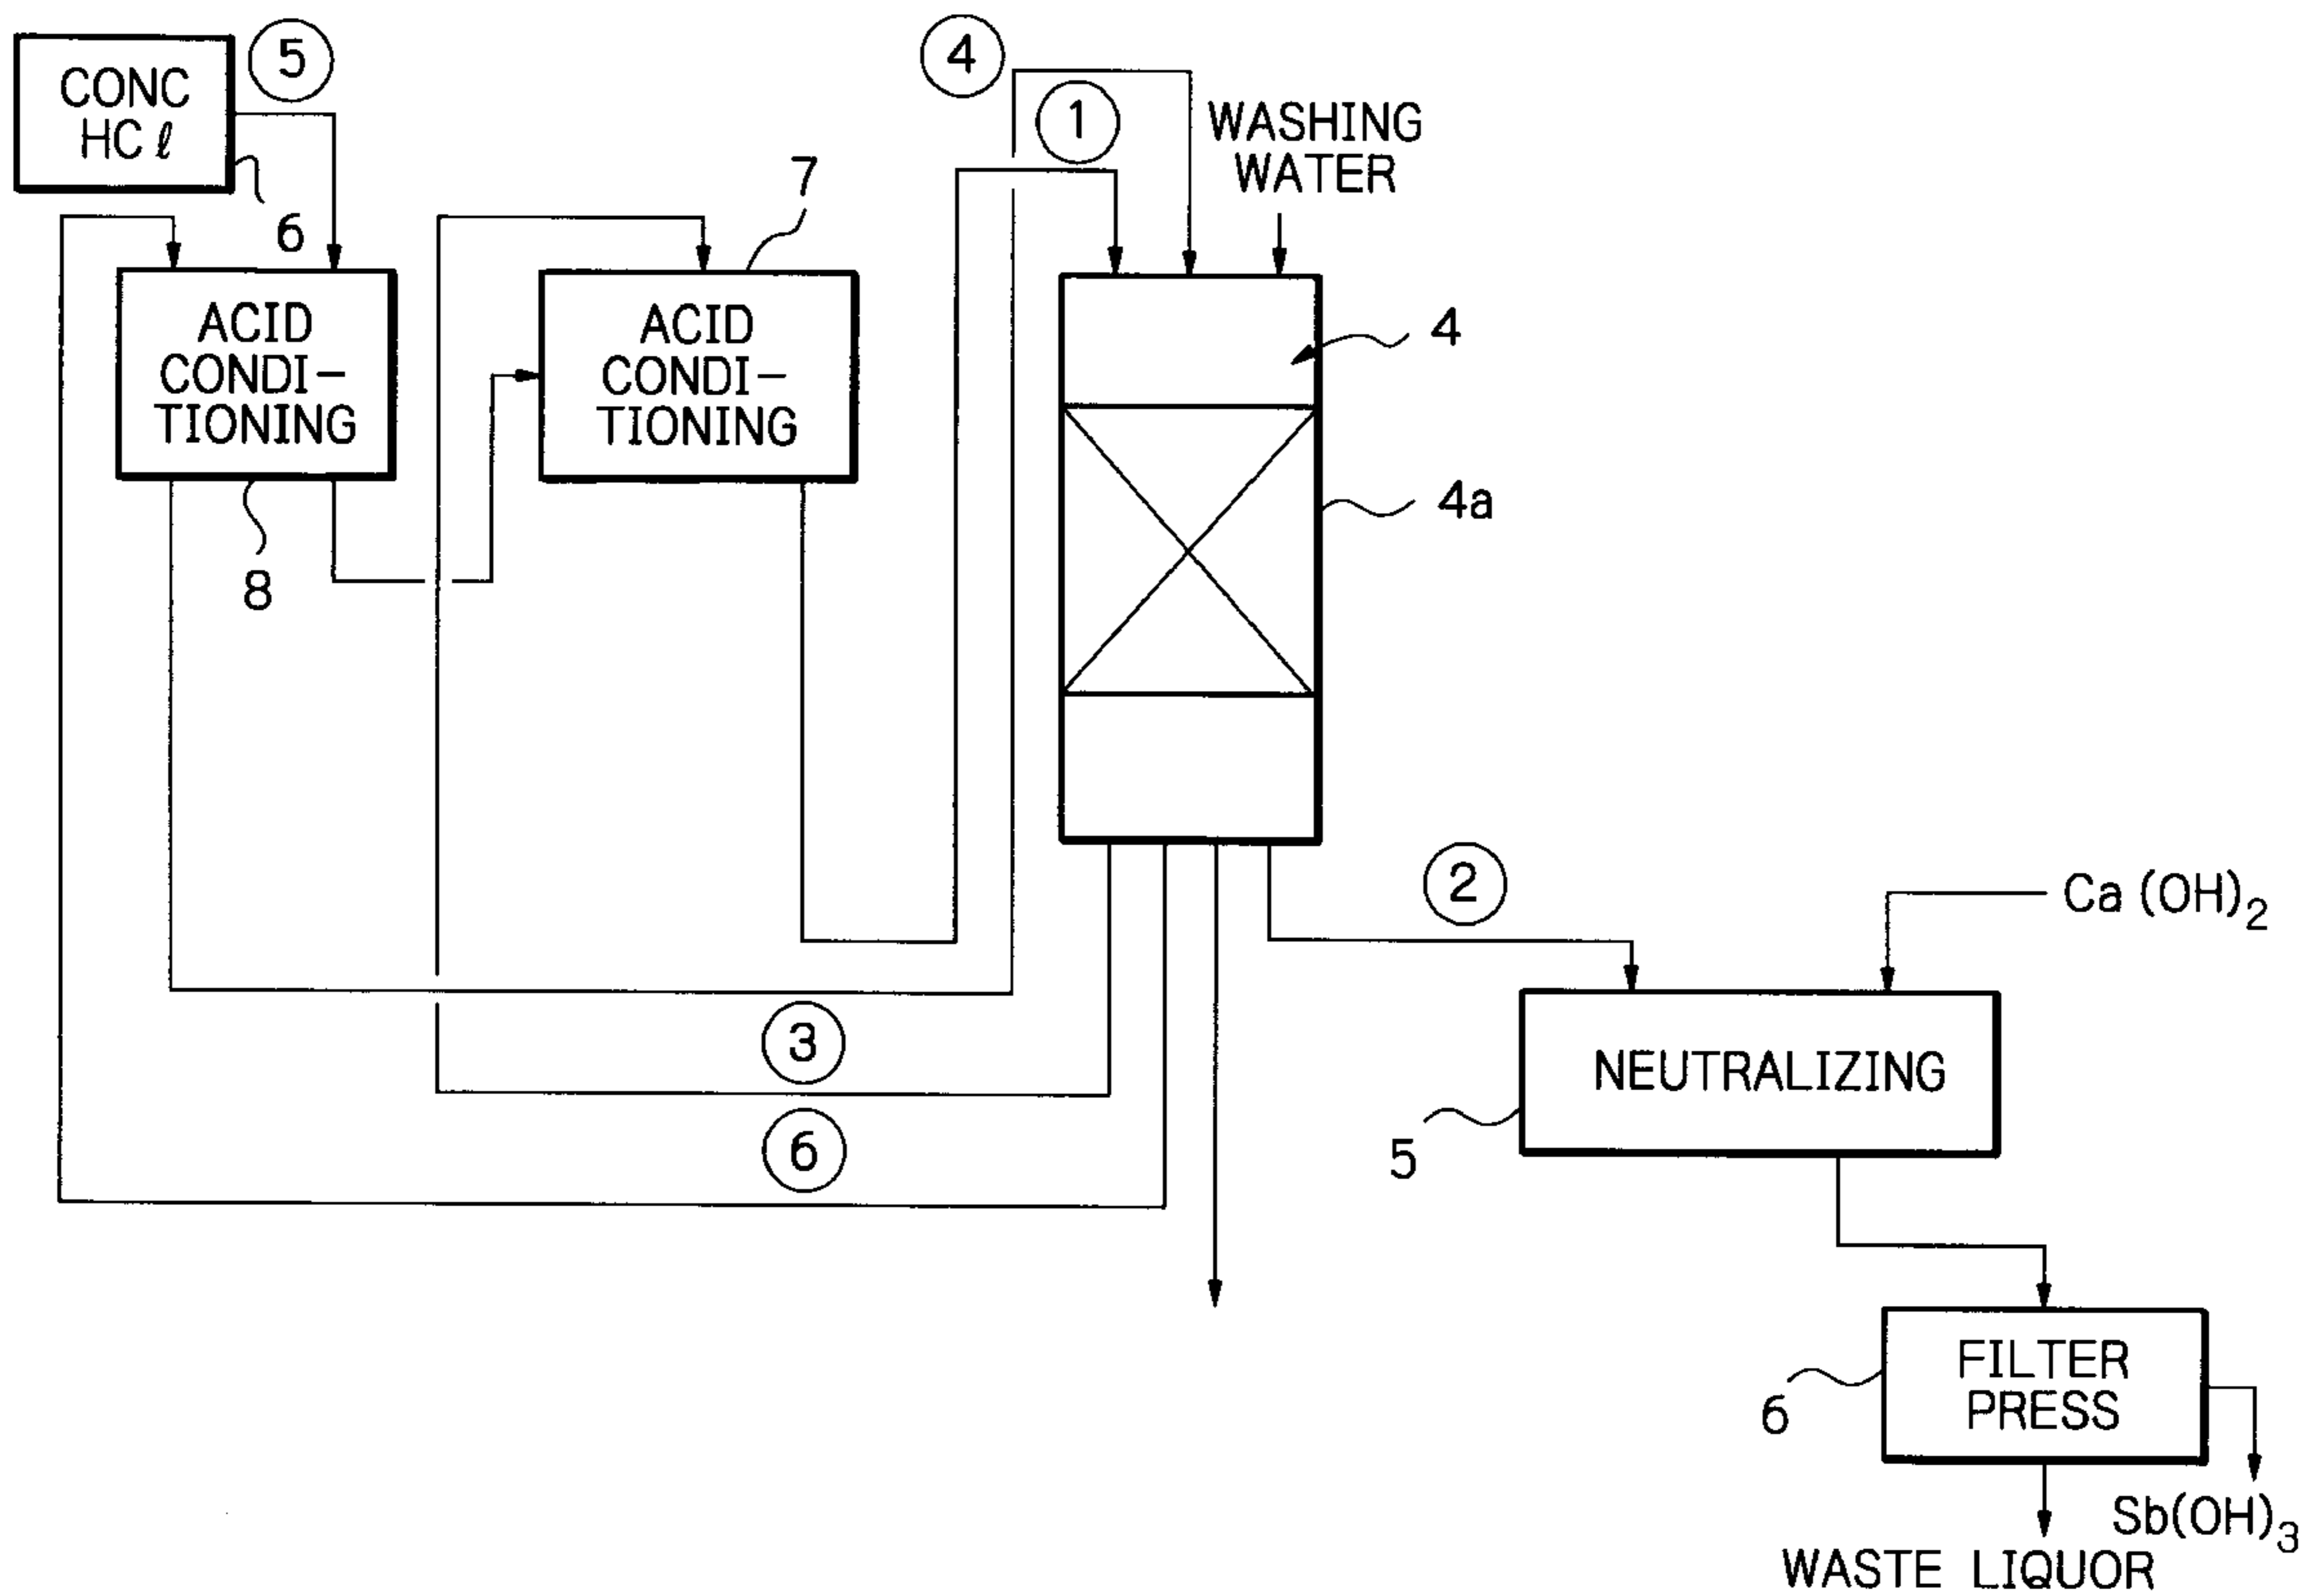 CONC
HCℓ
⑤
6
④
①
WASHING
WATER
7
ACID
CONDI-
TIONING
8
ACID
CONDI-
TIONING
4
4a
②
Ca (OH)₂
③
NEUTRALIZING
5
⑥
FILTER
PRESS
6
Sb(OH)₃
WASTE LIQUOR